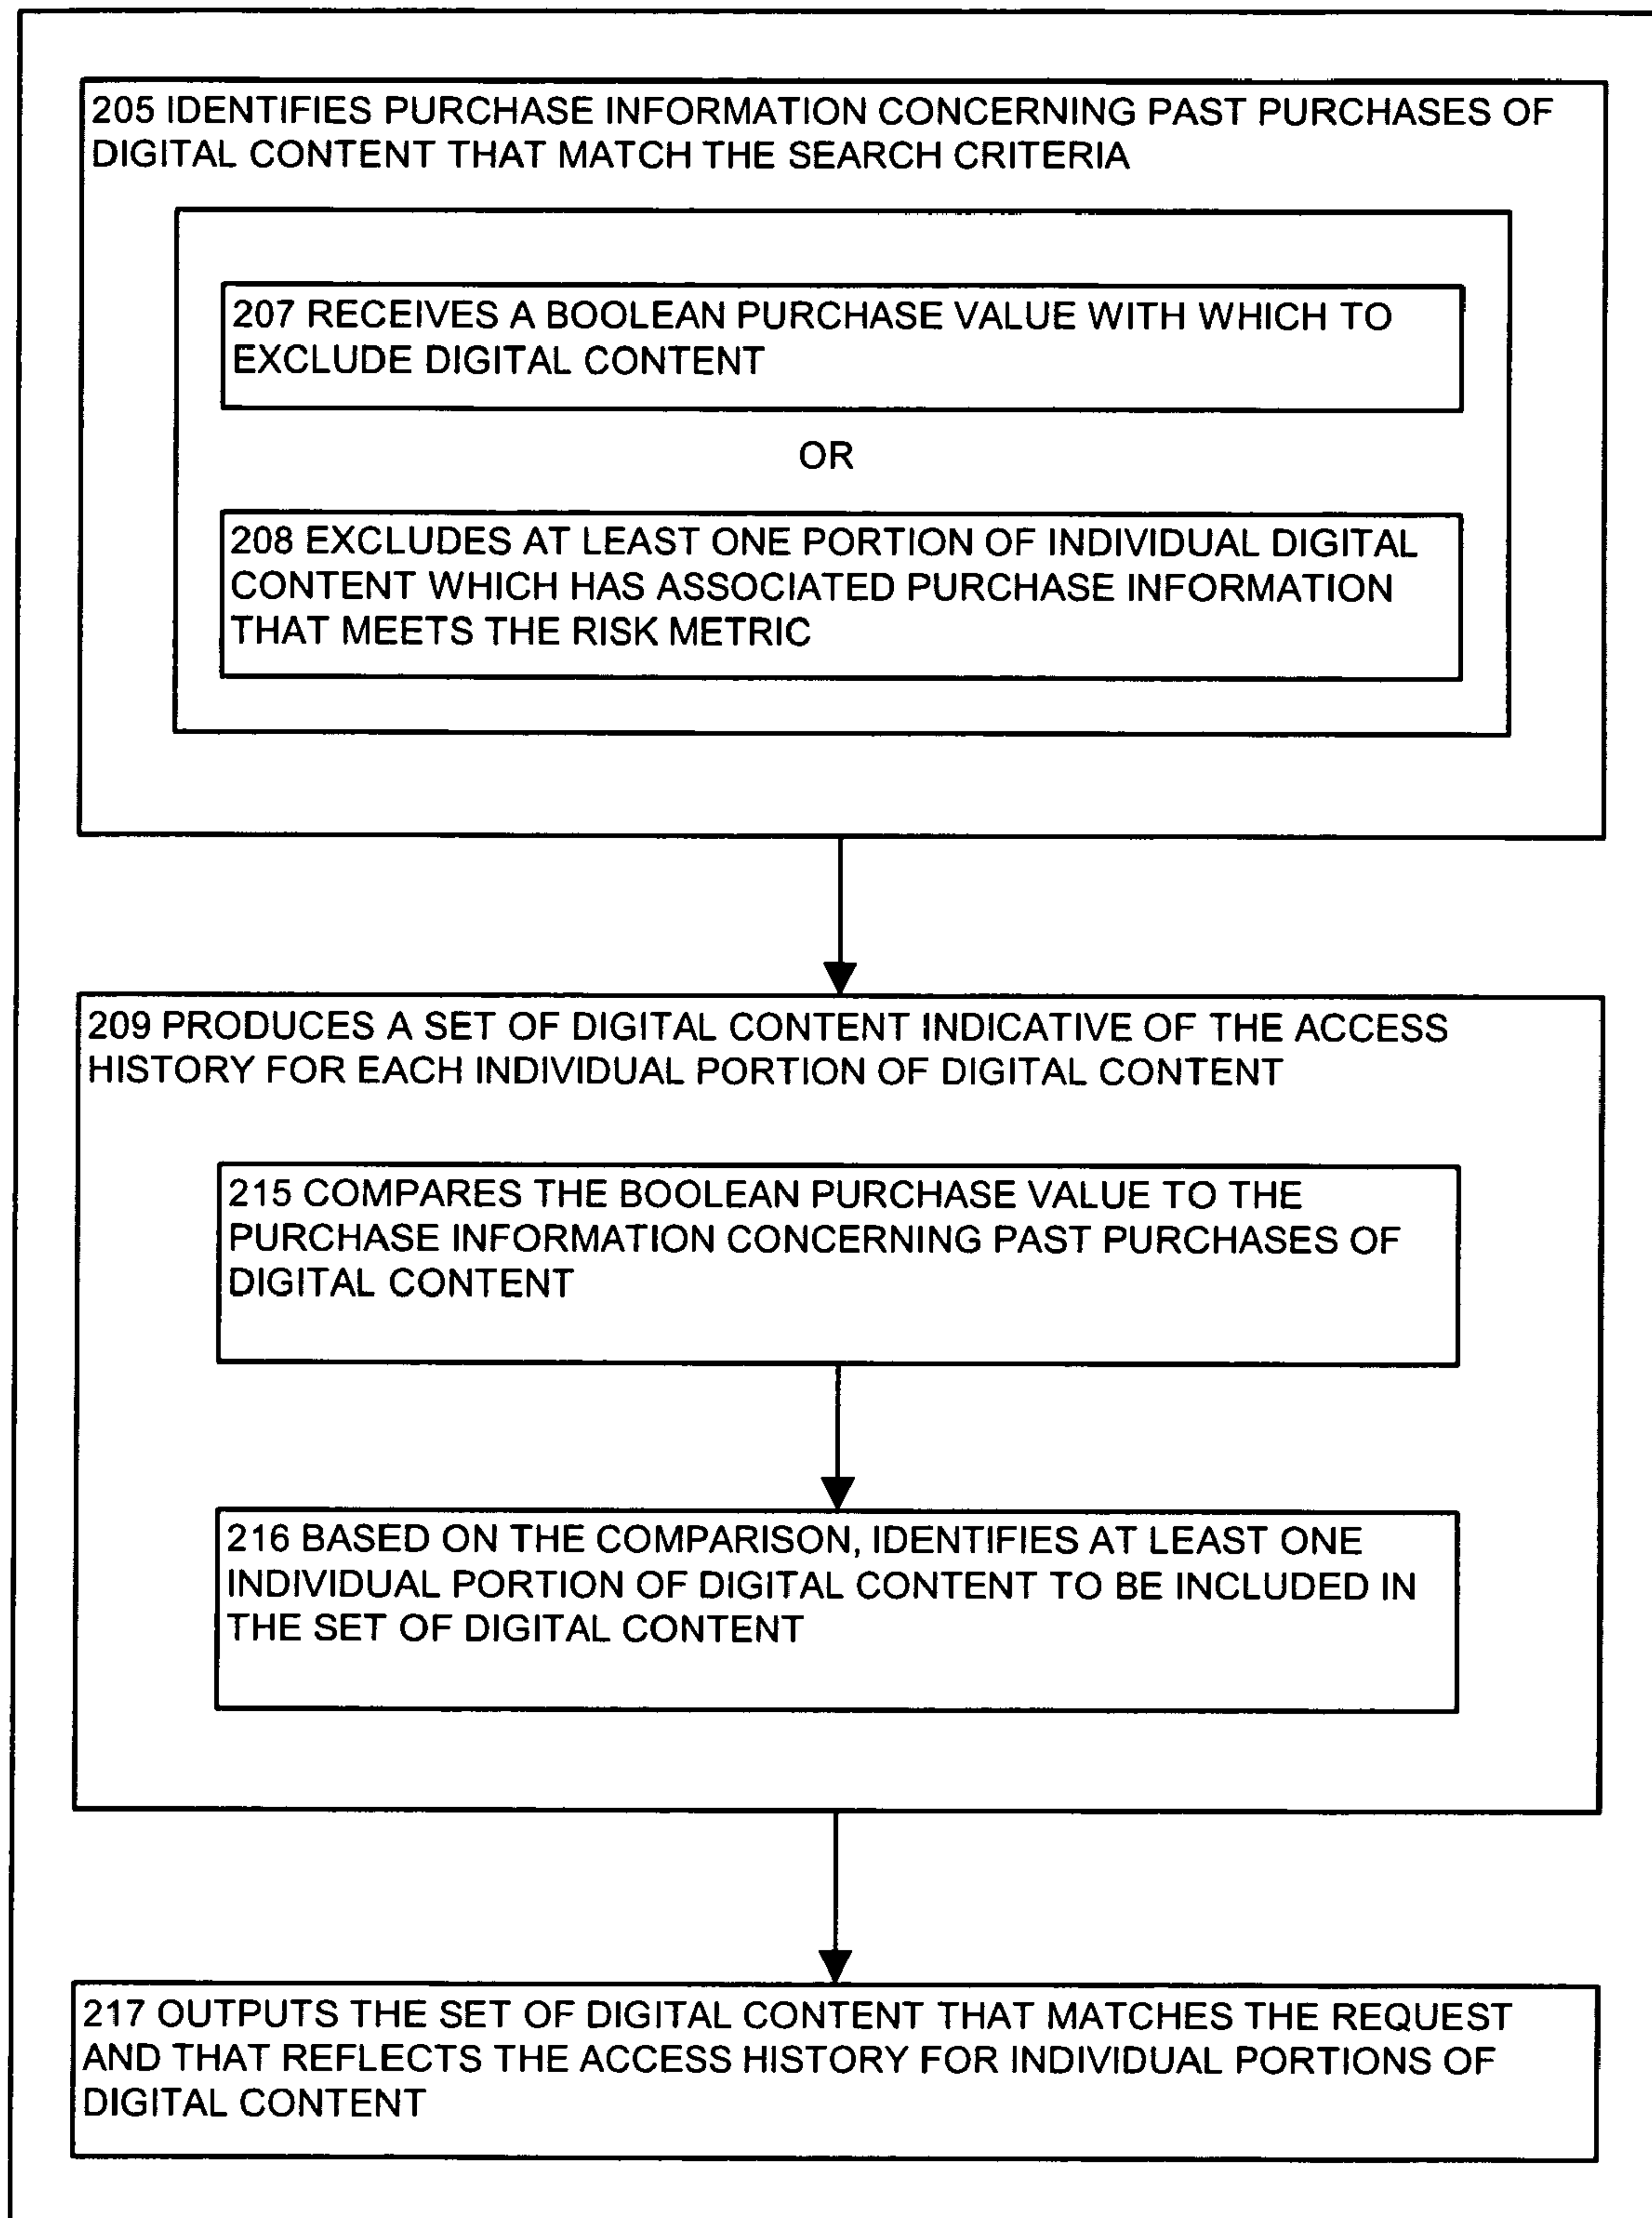 205 IDENTIFIES PURCHASE INFORMATION CONCERNING PAST PURCHASES OF
DIGITAL CONTENT THAT MATCH THE SEARCH CRITERIA
207 RECEIVES A BOOLEAN PURCHASE VALUE WITH WHICH TO
EXCLUDE DIGITAL CONTENT
OR
208 EXCLUDES AT LEAST ONE PORTION OF INDIVIDUAL DIGITAL
CONTENT WHICH HAS ASSOCIATED PURCHASE INFORMATION
THAT MEETS THE RISK METRIC
209 PRODUCES A SET OF DIGITAL CONTENT INDICATIVE OF THE ACCESS
HISTORY FOR EACH INDIVIDUAL PORTION OF DIGITAL CONTENT
215 COMPARES THE BOOLEAN PURCHASE VALUE TO THE
PURCHASE INFORMATION CONCERNING PAST PURCHASES OF
DIGITAL CONTENT
216 BASED ON THE COMPARISON, IDENTIFIES AT LEAST ONE
INDIVIDUAL PORTION OF DIGITAL CONTENT TO BE INCLUDED IN
THE SET OF DIGITAL CONTENT
217 OUTPUTS THE SET OF DIGITAL CONTENT THAT MATCHES THE REQUEST
AND THAT REFLECTS THE ACCESS HISTORY FOR INDIVIDUAL PORTIONS OF
DIGITAL CONTENT